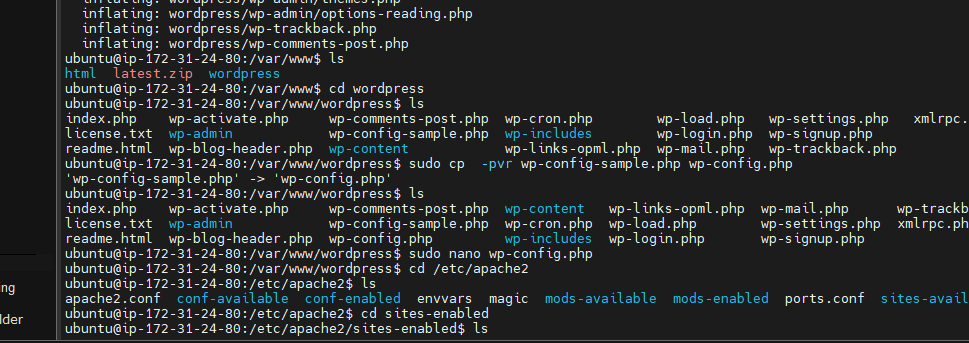 inflating: wordpress/wp-admin/themes.php
inflating: wordpress/wp-admin/options-reading.php
inflating: wordpress/wp-trackback.php
inflating: wordpress/wp-comments-post.php
ubuntu@ip-172-31-24-80:/var/www$ ls
html latest.zip wordpress
ubuntu@ip-172-31-24-80:/var/www$ cd wordpress
ubuntu@ip-172-31-24-80:/var/www/wordpress$ ls
index.php wp-activate.php wp-comments-post.php wp-cron.php wp-load.php wp-settings.php xmlrpc.p
license.txt wp-admin wp-config-sample.php wp-includes wp-login.php wp-signup.php
readme.html wp-blog-header.php wp-content wp-links-opml.php wp-mail.php wp-trackback.php
ubuntu@ip-172-31-24-80:/var/www/wordpress$ sudo cp -pvr wp-config-sample.php wp-config.php
'wp-config-sample.php' -> 'wp-config.php'
ubuntu@ip-172-31-24-80:/var/www/wordpress$ ls
index.php wp-activate.php wp-comments-post.php wp-content wp-links-opml.php wp-mail.php wp-trackb
license.txt wp-admin wp-config-sample.php wp-cron.php wp-load.php wp-settings.php xmlrpc.ph
readme.html wp-blog-header.php wp-config.php wp-includes wp-login.php wp-signup.php
ubuntu@ip-172-31-24-80:/var/www/wordpress$ sudo nano wp-config.php
ubuntu@ip-172-31-24-80:/var/www/wordpress$ cd /etc/apache2
ubuntu@ip-172-31-24-80:/etc/apache2$ ls
apache2.conf conf-available conf-enabled envvars magic mods-available mods-enabled ports.conf sites-avail
ubuntu@ip-172-31-24-80:/etc/apache2$ cd sites-enabled
ubuntu@ip-172-31-24-80:/etc/apache2/sites-enabled$ ls
ng
lder